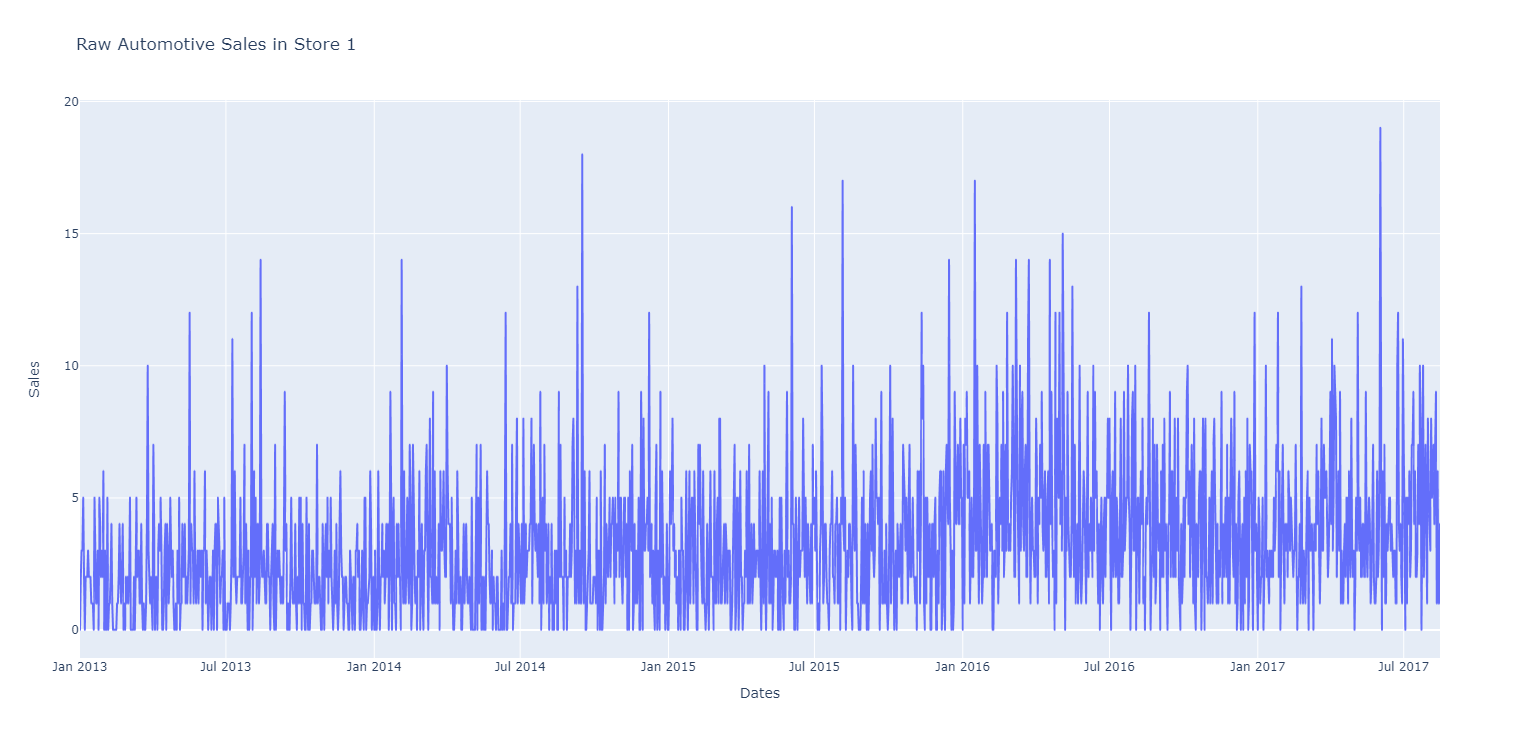 Raw Automotive Sales in Store 1
20
15
10
5
0
Sales
Jan 2013 Jul 2013 Jan 2014 Jul 2014 Jan 2015 Jul 2015 Jan 2016 Jul 2016 Jan 2017 Jul 2017
Dates